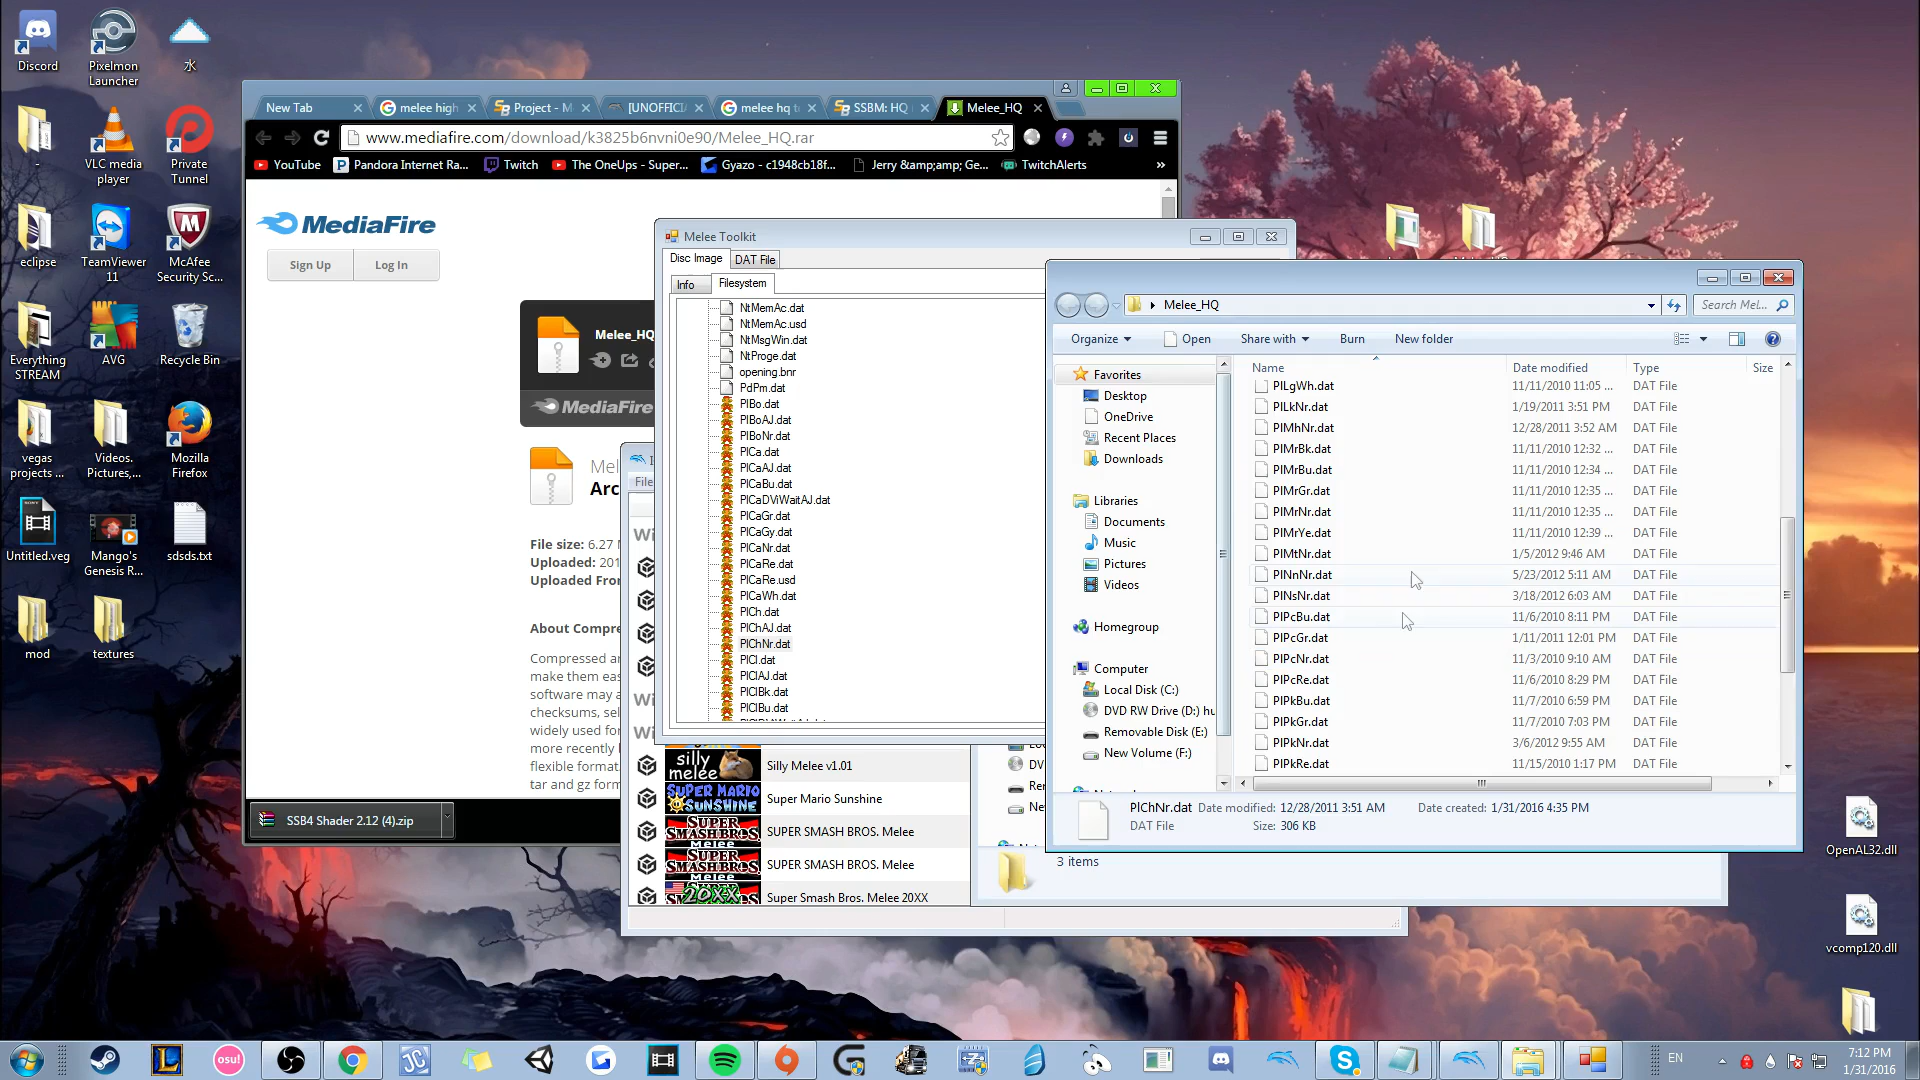 Discord
Pixelmon
Launcher
水
-
VLC media
player
Private
Tunnel
eclipse
TeamViewer
11
McAfee
Security Sc...
Everything
STREAM
AVG
Recycle Bin
vegas
projects ...
Videos.
Pictures,...
Mozilla
Firefox
Untitled.veg
Mango's
Genesis R...
sdsds.txt
mod
textures
New Tab
melee high
Project - M
[UNOFFICI
melee hq t
SSBM: HQ
Melee_HQ
www.mediafire.com/download/k3825b6nvni0e90/Melee_HQ.rar
YouTube
Pandora Internet Ra...
Twitch
The OneUps - Super...
Gyazo - c1948cb18f...
Jerry &amp;amp; Ge...
TwitchAlerts
»
MediaFire
Sign Up
Log In
Melee_HQ
MediaFire
Mel
Arc
File size: 6.27
Uploaded: 201
Uploaded From
About Compre
Compressed ar
make them eas
software may a
checksums, sel
widely used for
more recently
flexible format
tar and gz form
SSB4 Shader 2.12 (4).zip
File
Melee Toolkit
Disc Image
DAT File
Info
Filesystem
NtMemAc.dat
NtMemAc.usd
NtMsgWin.dat
NtProge.dat
opening.bnr
PdPm.dat
PlBo.dat
PlBoAJ.dat
PlBoNr.dat
PlCa.dat
PlCaAJ.dat
PlCaBu.dat
PlCaDViWaitAJ.dat
PlCaGr.dat
PlCaGy.dat
PlCaNr.dat
PlCaRe.dat
PlCaRe.usd
PlCaWh.dat
PlCh.dat
PlChAJ.dat
PlChNr.dat
PlCl.dat
PlClAJ.dat
PlClBk.dat
PlClBu.dat
silly
melee
Silly Melee v1.01
SUPER MARIO
SUNSHINE
Super Mario Sunshine
SUPER
SMASH BROS.
Melee
SUPER SMASH BROS. Melee
SUPER
SMASH BROS.
Melee
SUPER SMASH BROS. Melee
20XX
Super Smash Bros. Melee 20XX
3 items
Melee_HQ
Search Mel...
Organize
Open
Share with
Burn
New folder
Favorites
Desktop
OneDrive
Recent Places
Downloads
Libraries
Documents
Music
Pictures
Videos
Homegroup
Computer
Local Disk (C:)
DVD RW Drive (D:) hu
Removable Disk (E:)
New Volume (F:)
Name Date modified Type Size
PlLgWh.dat 11/11/2010 11:05 ... DAT File
PlLkNr.dat 1/19/2011 3:51 PM DAT File
PlMhNr.dat 12/28/2011 3:52 AM DAT File
PlMrBk.dat 11/11/2010 12:32 ... DAT File
PlMrBu.dat 11/11/2010 12:34 ... DAT File
PlMrGr.dat 11/11/2010 12:35 ... DAT File
PlMrNr.dat 11/11/2010 12:35 ... DAT File
PlMrYe.dat 11/11/2010 12:39 ... DAT File
PlMtNr.dat 1/5/2012 9:46 AM DAT File
PlNnNr.dat 5/23/2012 5:11 AM DAT File
PlNsNr.dat 3/18/2012 6:03 AM DAT File
PlPcBu.dat 11/6/2010 8:11 PM DAT File
PlPcGr.dat 1/11/2011 12:01 PM DAT File
PlPcNr.dat 11/3/2010 9:10 AM DAT File
PlPcRe.dat 11/6/2010 8:29 PM DAT File
PlPkBu.dat 11/7/2010 6:59 PM DAT File
PlPkGr.dat 11/7/2010 7:03 PM DAT File
PlPkNr.dat 3/6/2012 9:55 AM DAT File
PlPkRe.dat 11/15/2010 1:17 PM DAT File
PlChNr.dat Date modified: 12/28/2011 3:51 AM Date created: 1/31/2016 4:35 PM
DAT File Size: 306 KB
OpenAL32.dll
vcomp120.dll
osu!
JC
EN
7:12 PM
1/31/2016